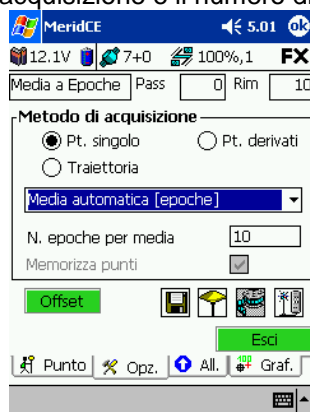 acquisizione e il numero di
MeridCE 5.01 ok
12.1V 7+0 100%,1 FX
Media a Epoche Pass 0 Rim 10
Metodo di acquisizione
Pt. singolo Pt. derivati
Traiettoria
Media automatica [epoche]
N. epoche per media 10
Memorizza punti
Offset
Esci
Punto Opz. All. Graf.